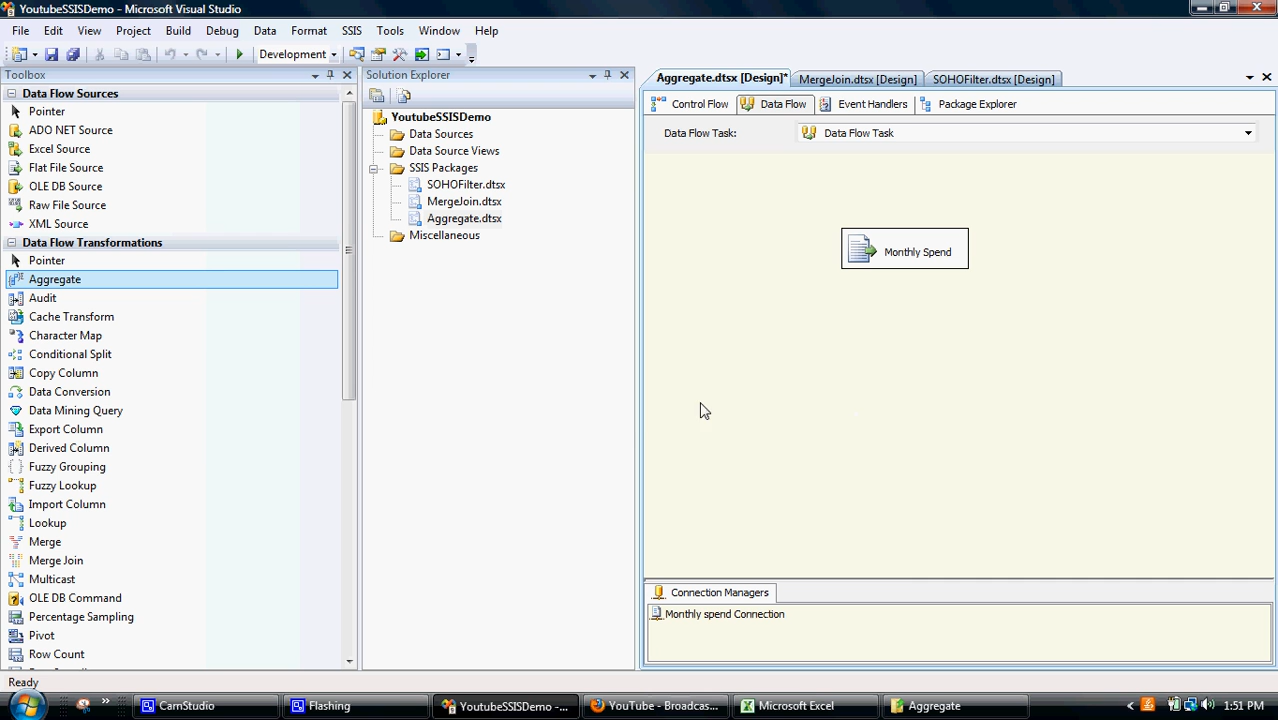 YoutubeSSISDemo - Microsoft Visual Studio
File Edit View Project Build Debug Data Format SSIS Tools Window Help
Development
Toolbox
Data Flow Sources
Pointer
ADO NET Source
Excel Source
Flat File Source
OLE DB Source
Raw File Source
XML Source
Data Flow Transformations
Pointer
Aggregate
Audit
Cache Transform
Character Map
Conditional Split
Copy Column
Data Conversion
Data Mining Query
Export Column
Derived Column
Fuzzy Grouping
Fuzzy Lookup
Import Column
Lookup
Merge
Merge Join
Multicast
OLE DB Command
Percentage Sampling
Pivot
Row Count
Solution Explorer
YoutubeSSISDemo
Data Sources
Data Source Views
SSIS Packages
SOHOFilter.dtsx
MergeJoin.dtsx
Aggregate.dtsx
Miscellaneous
Aggregate.dtsx [Design]* MergeJoin.dtsx [Design] SOHOFilter.dtsx [Design]
Control Flow Data Flow Event Handlers Package Explorer
Data Flow Task: Data Flow Task
Monthly Spend
Connection Managers
Monthly spend Connection
Ready
CamStudio Flashing YoutubeSSISDemo -... YouTube - Broadcas... Microsoft Excel Aggregate 1:51 PM